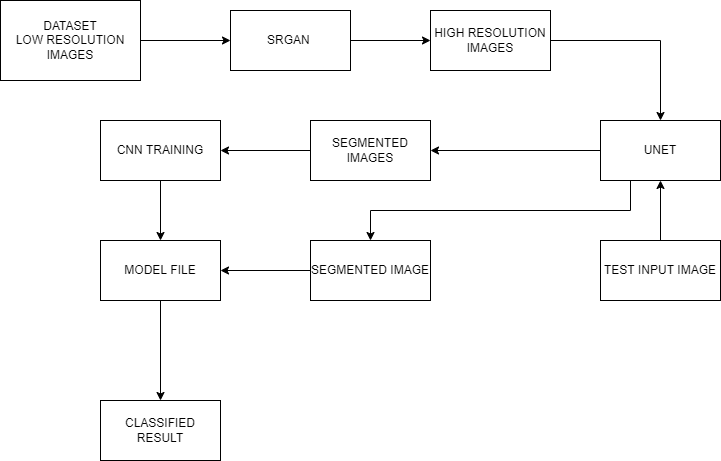 DATASET
LOW RESOLUTION
IMAGES
SRGAN
HIGH RESOLUTION
IMAGES
CNN TRAINING
SEGMENTED
IMAGES
UNET
MODEL FILE
SEGMENTED IMAGE
TEST INPUT IMAGE
CLASSIFIED
RESULT